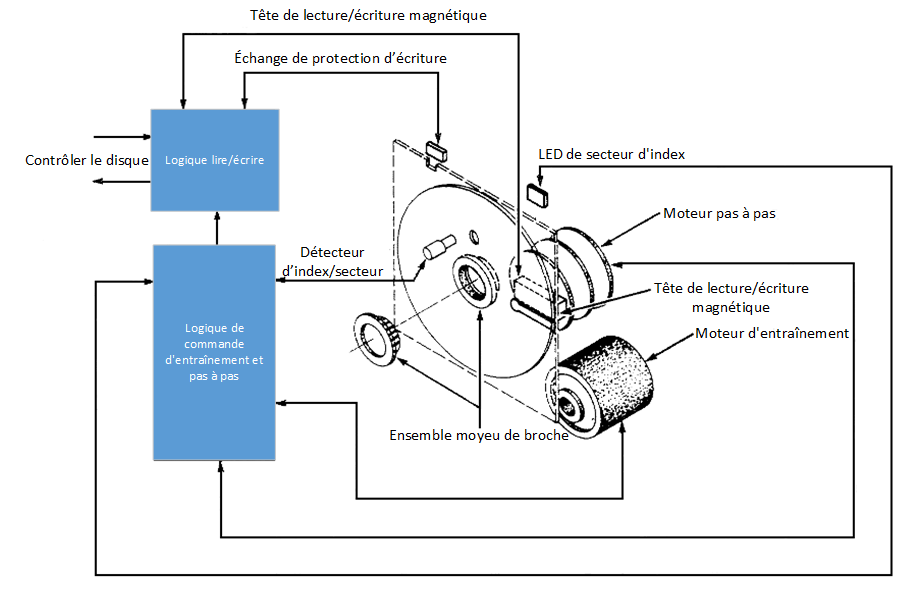 Tête de lecture/écriture magnétique
Échange de protection d’écriture
Contrôler le disque
Logique lire/écrire
LED de secteur d'index
Moteur pas à pas
Détecteur
d’index/secteur
Tête de lecture/écriture
magnétique
Moteur d'entraînement
Logique de
commande
d'entraînement et
pas à pas
Ensemble moyeu de broche